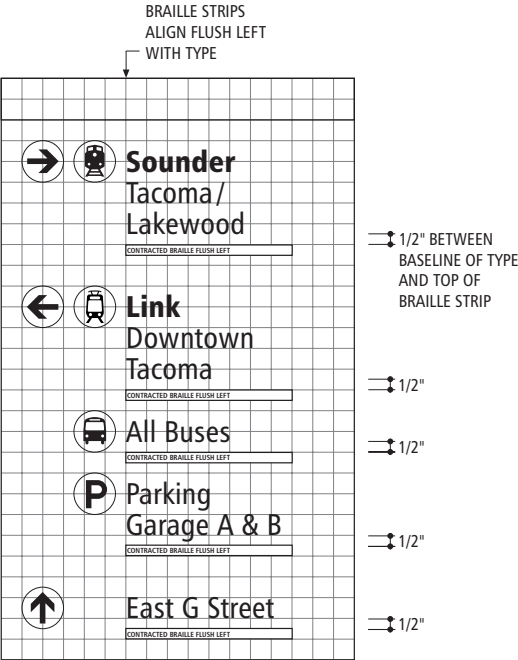 BRAILLE STRIPS
ALIGN FLUSH LEFT
WITH TYPE
Sounder
Tacoma/
Lakewood
CONTRACTED BRAILLE FLUSH LEFT
1/2" BETWEEN
BASELINE OF TYPE
AND TOP OF
BRAILLE STRIP
Link
Downtown
Tacoma
CONTRACTED BRAILLE FLUSH LEFT
1/2"
All Buses
CONTRACTED BRAILLE FLUSH LEFT
1/2"
P Parking
Garage A & B
CONTRACTED BRAILLE FLUSH LEFT
1/2"
East G Street
CONTRACTED BRAILLE FLUSH LEFT
1/2"